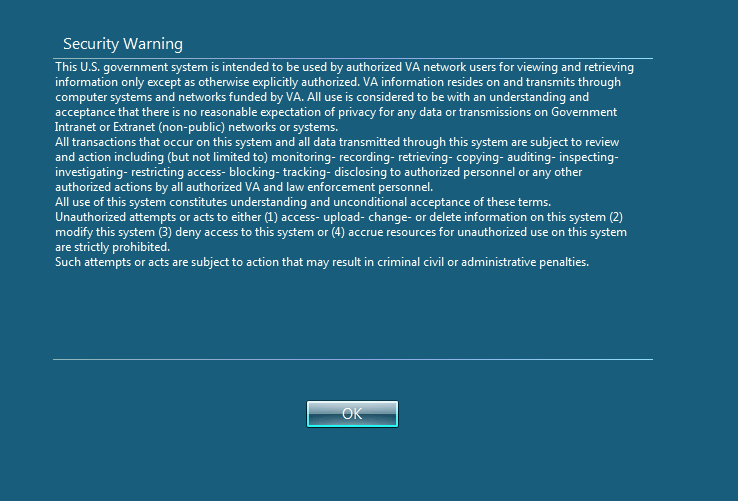 Security Warning
This U.S. government system is intended to be used by authorized VA network users for viewing and retrieving
information only except as otherwise explicitly authorized. VA information resides on and transmits through
computer systems and networks funded by VA. All use is considered to be with an understanding and
acceptance that there is no reasonable expectation of privacy for any data or transmissions on Government
Intranet or Extranet (non-public) networks or systems.
All transactions that occur on this system and all data transmitted through this system are subject to review
and action including (but not limited to) monitoring- recording- retrieving- copying- auditing- inspecting-
investigating- restricting access- blocking- tracking- disclosing to authorized personnel or any other
authorized actions by all authorized VA and law enforcement personnel.
All use of this system constitutes understanding and unconditional acceptance of these terms.
Unauthorized attempts or acts to either (1) access- upload- change- or delete information on this system (2)
modify this system (3) deny access to this system or (4) accrue resources for unauthorized use on this system
are strictly prohibited.
Such attempts or acts are subject to action that may result in criminal civil or administrative penalties.
OK